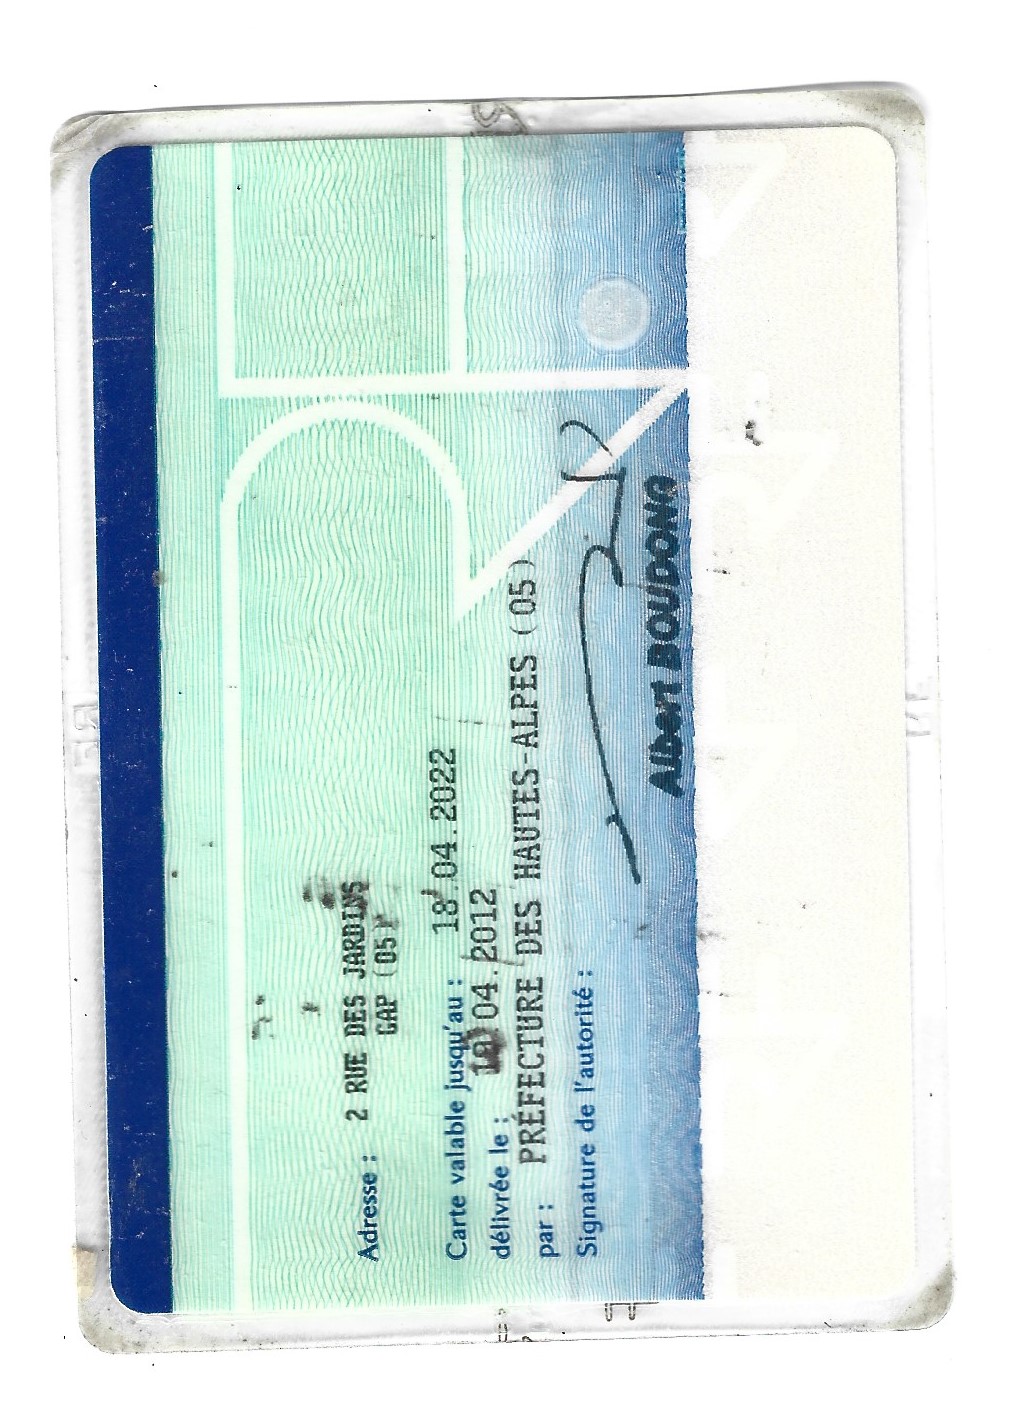 Adresse : 2 RUE DES JARDINS
GAP (05)
Carte valable jusqu'au : 18.04.2022
délivrée le : 19.04.2012
par : PRÉFECTURE DES HAUTES-ALPES (05)
Signature de l'autorité :
Albert BOUDONQ